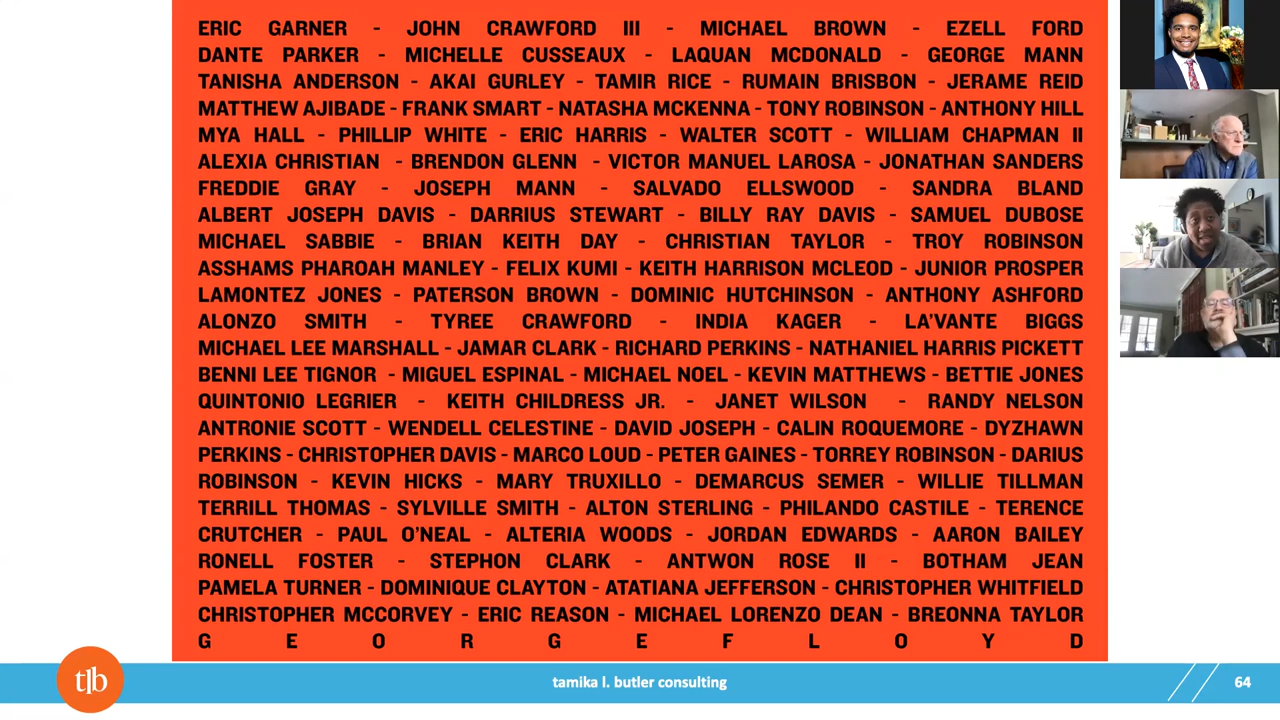 ERIC GARNER - JOHN CRAWFORD III - MICHAEL BROWN - EZELL FORD
DANTE PARKER - MICHELLE CUSSEAUX - LAQUAN MCDONALD - GEORGE MANN
TANISHA ANDERSON - AKAI GURLEY - TAMIR RICE - RUMAIN BRISBON - JERAME REID
MATTHEW AJIBADE - FRANK SMART - NATASHA MCKENNA - TONY ROBINSON - ANTHONY HILL
MYA HALL - PHILLIP WHITE - ERIC HARRIS - WALTER SCOTT - WILLIAM CHAPMAN II
ALEXIA CHRISTIAN - BRENDON GLENN - VICTOR MANUEL LAROSA - JONATHAN SANDERS
FREDDIE GRAY - JOSEPH MANN - SALVADO ELLSWOOD - SANDRA BLAND
ALBERT JOSEPH DAVIS - DARRIUS STEWART - BILLY RAY DAVIS - SAMUEL DUBOSE
MICHAEL SABBIE - BRIAN KEITH DAY - CHRISTIAN TAYLOR - TROY ROBINSON
ASSHAMS PHAROAH MANLEY - FELIX KUMI - KEITH HARRISON MCLEOD - JUNIOR PROSPER
LAMONTEZ JONES - PATERSON BROWN - DOMINIC HUTCHINSON - ANTHONY ASHFORD
ALONZO SMITH - TYREE CRAWFORD - INDIA KAGER - LA'VANTE BIGGS
MICHAEL LEE MARSHALL - JAMAR CLARK - RICHARD PERKINS - NATHANIEL HARRIS PICKETT
BENNI LEE TIGNOR - MIGUEL ESPINAL - MICHAEL NOEL - KEVIN MATTHEWS - BETTIE JONES
QUINTONIO LEGRIER - KEITH CHILDRESS JR. - JANET WILSON - RANDY NELSON
ANTRONIE SCOTT - WENDELL CELESTINE - DAVID JOSEPH - CALIN ROQUEMORE - DYZHAWN
PERKINS - CHRISTOPHER DAVIS - MARCO LOUD - PETER GAINES - TORREY ROBINSON - DARIUS
ROBINSON - KEVIN HICKS - MARY TRUXILLO - DEMARCUS SEMER - WILLIE TILLMAN
TERRILL THOMAS - SYLVILLE SMITH - ALTON STERLING - PHILANDO CASTILE - TERENCE
CRUTCHER - PAUL O'NEAL - ALTERIA WOODS - JORDAN EDWARDS - AARON BAILEY
RONELL FOSTER - STEPHON CLARK - ANTWON ROSE II - BOTHAM JEAN
PAMELA TURNER - DOMINIQUE CLAYTON - ATATIANA JEFFERSON - CHRISTOPHER WHITFIELD
CHRISTOPHER MCCORVEY - ERIC REASON - MICHAEL LORENZO DEAN - BREONNA TAYLOR
G E O R G E F L O Y D
tlb
tamika l. butler consulting
64